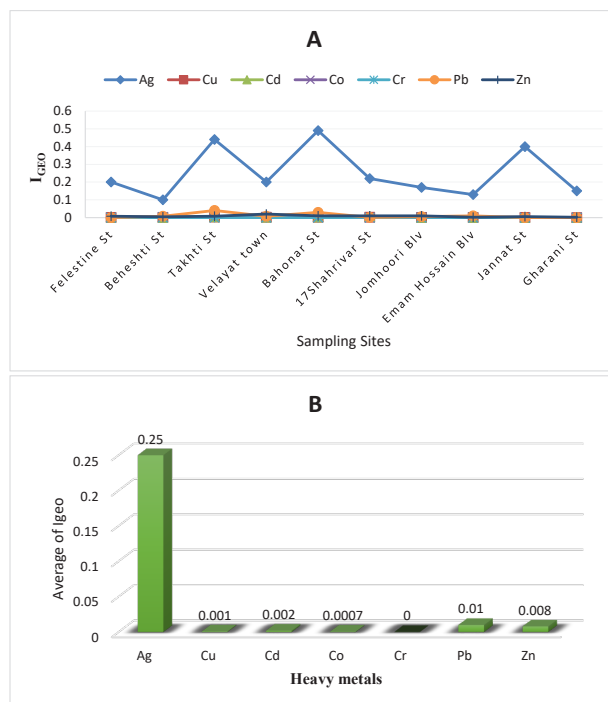 A
Ag Cu Cd Co Cr Pb Zn
0.6
0.5
0.4
0.3
0.2
0.1
0
I_GEO
Felestine St
Beheshti St
Takhti St
Velayat town
Bahonar St
17Shahrivar St
Jomhoori Blv
Emam Hossain Blv
Jannat St
Gharani St
Sampling Sites
B
0.25
0.25
0.2
0.15
0.1
0.05
0
Average of Igeo
0.001 0.002 0.0007 0 0.01 0.008
Ag Cu Cd Co Cr Pb Zn
Heavy metals